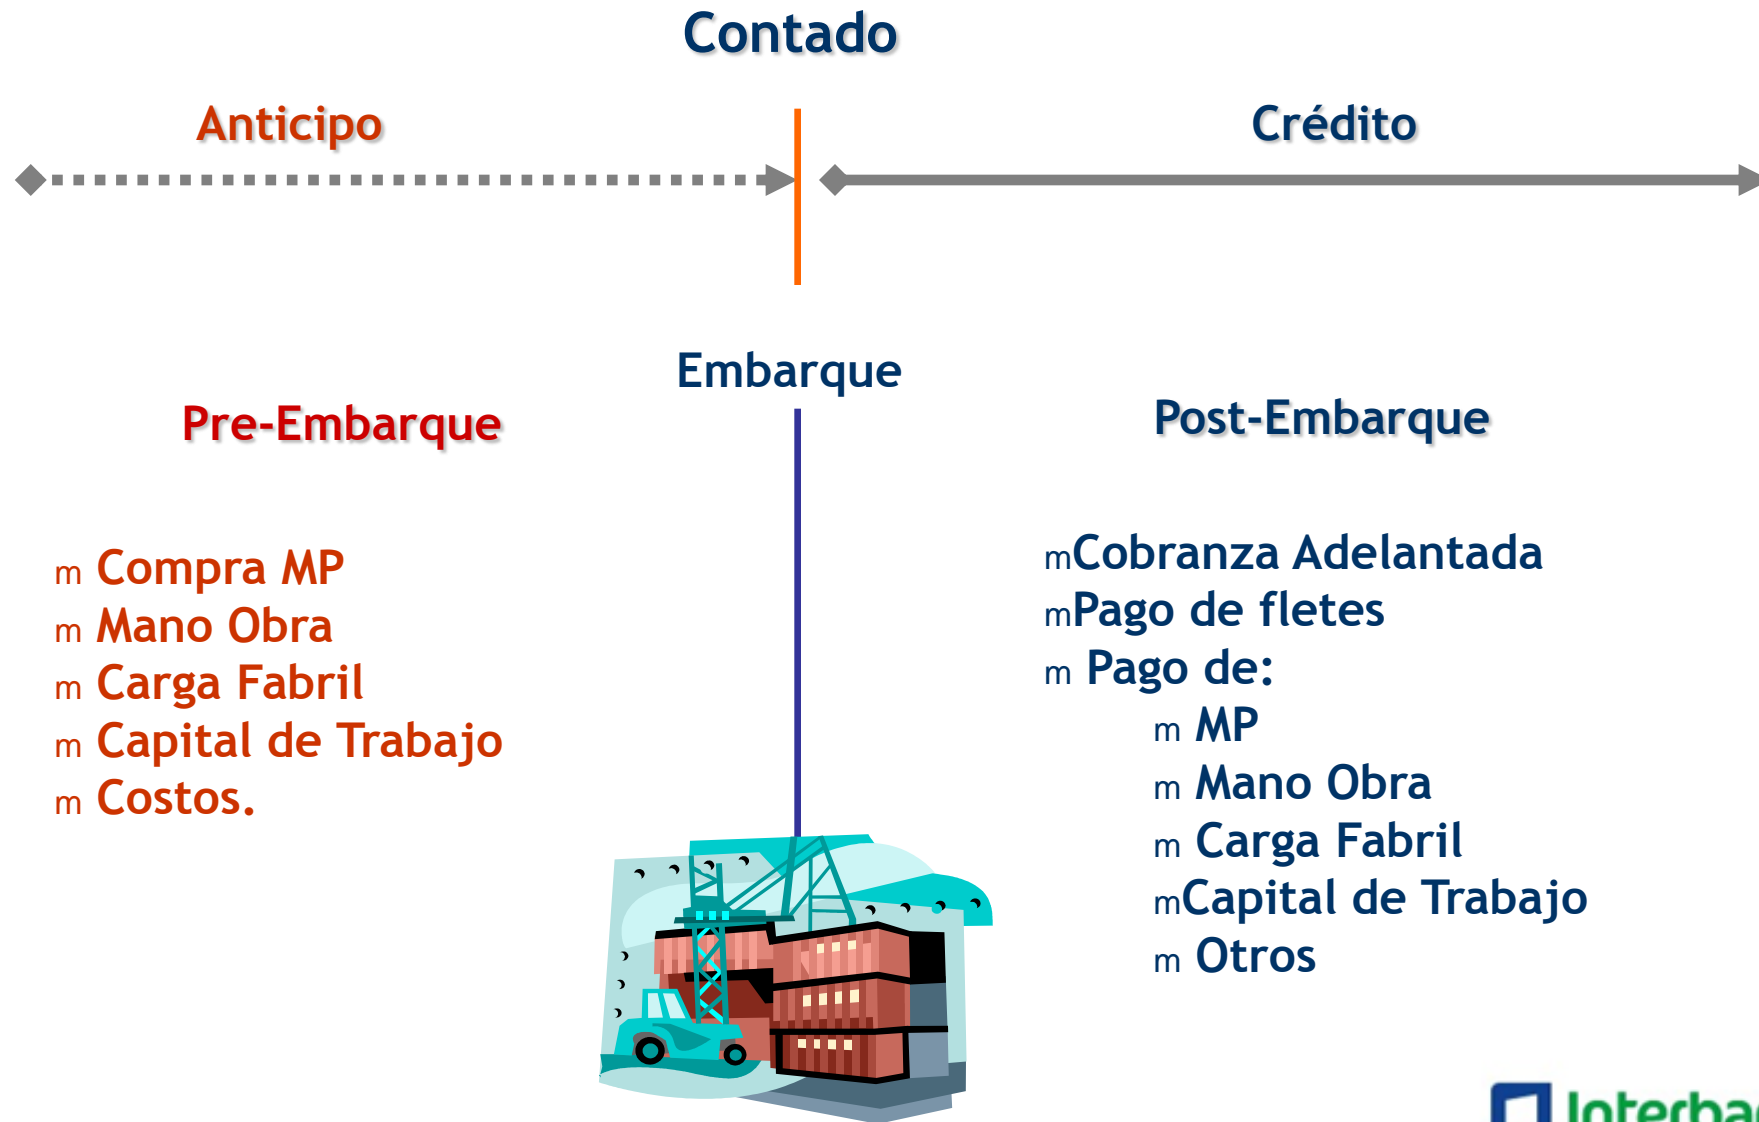 Contado
Anticipo
Crédito
Embarque
Pre-Embarque
Post-Embarque
m Compra MP
m Mano Obra
m Carga Fabril
m Capital de Trabajo
m Costos.
mCobranza Adelantada
mPago de fletes
m Pago de:
m MP
m Mano Obra
m Carga Fabril
mCapital de Trabajo
m Otros